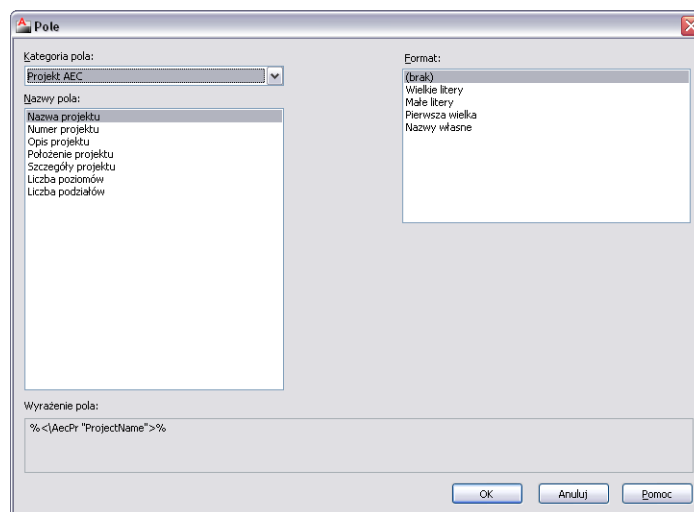 Pole
Kategoria pola:
Projekt AEC
Nazwy pola:
Nazwa projektu
Numer projektu
Opis projektu
Położenie projektu
Szczegóły projektu
Liczba poziomów
Liczba podziałów
Format:
(brak)
Wielkie litery
Małe litery
Pierwsza wielka
Nazwy własne
Wyrażenie pola:
%<\AecPr "ProjectName">%
OK
Anuluj
Pomoc